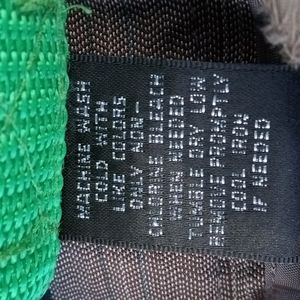 MACHINE WASH
COLD WITH
LIKE COLORS
ONLY NON-
CHLORINE BLEACH
WHEN NEEED
TUMBLE DRY LOW
REMOVE PROMPTLY
COOL IRON
IF NEEDED